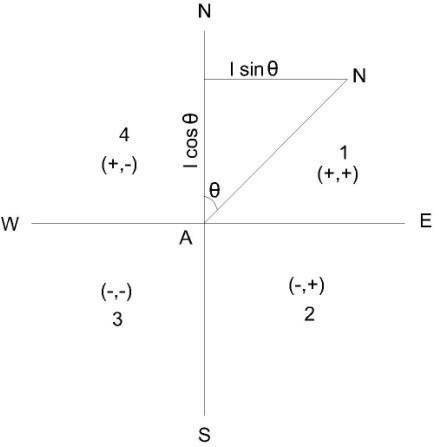 N
l sin θ
N
l cos θ
4
(+,-)
1
(+,+)
θ
W
E
A
(-,-)
3
(-,+)
2
S